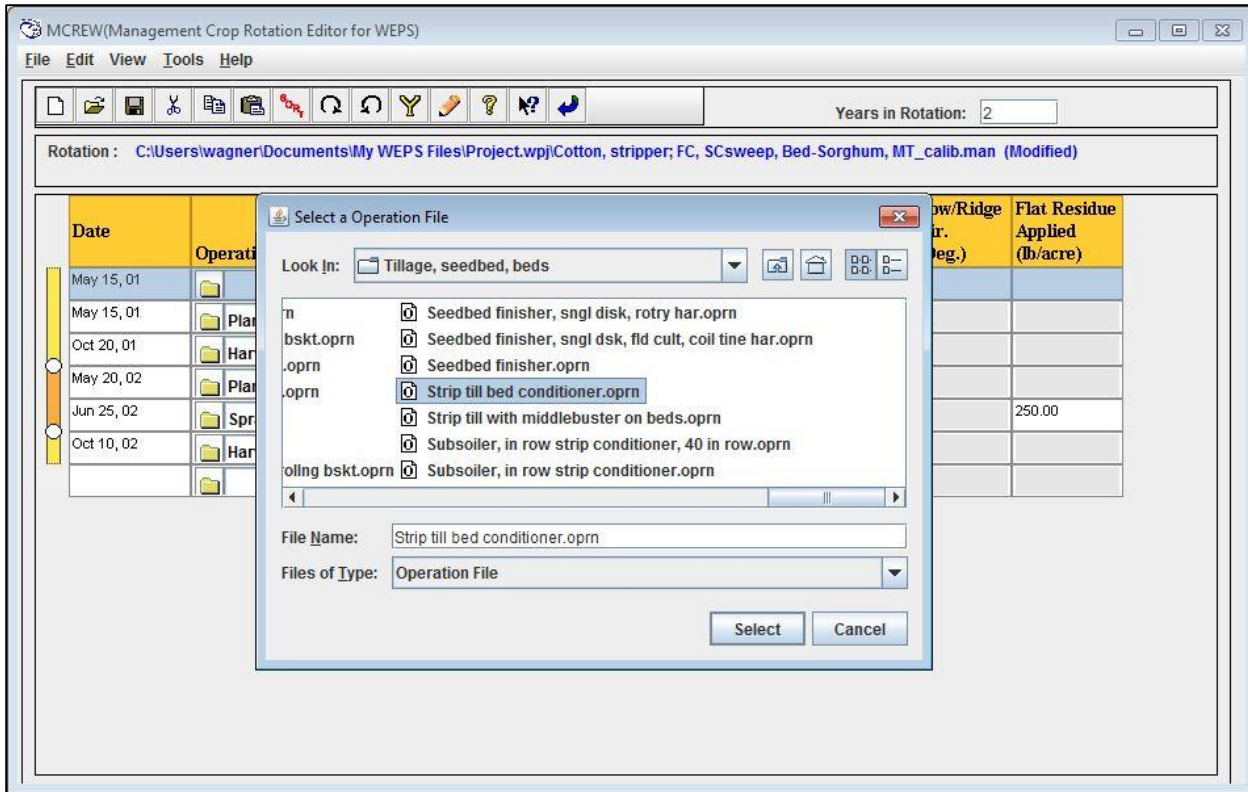 MCREW(Management Crop Rotation Editor for WEPS)
File Edit View Tools Help
SORT
Years in Rotation: 2
Rotation : C:\Users\wagner\Documents\My WEPS Files\Project.wpj\Cotton, stripper; FC, SCsweep, Bed-Sorghum, MT_calib.man (Modified)
Date Operati ow/Ridge ir. eg.) Flat Residue Applied (lb/acre)
May 15, 01
May 15, 01 Plar
Oct 20, 01 Har
May 20, 02 Plar
Jun 25, 02 Spr 250.00
Oct 10, 02 Har
Select a Operation File
Look In: Tillage, seedbed, beds
n Seedbed finisher, sngl disk, rotry har.oprn
bskt.oprn Seedbed finisher, sngl dsk, fld cult, coil tine har.oprn
.oprn Seedbed finisher.oprn
.oprn Strip till bed conditioner.oprn
Strip till with middlebuster on beds.oprn
Subsoiler, in row strip conditioner, 40 in row.oprn
rollng bskt.oprn Subsoiler, in row strip conditioner.oprn
File Name: Strip till bed conditioner.oprn
Files of Type: Operation File
Select Cancel